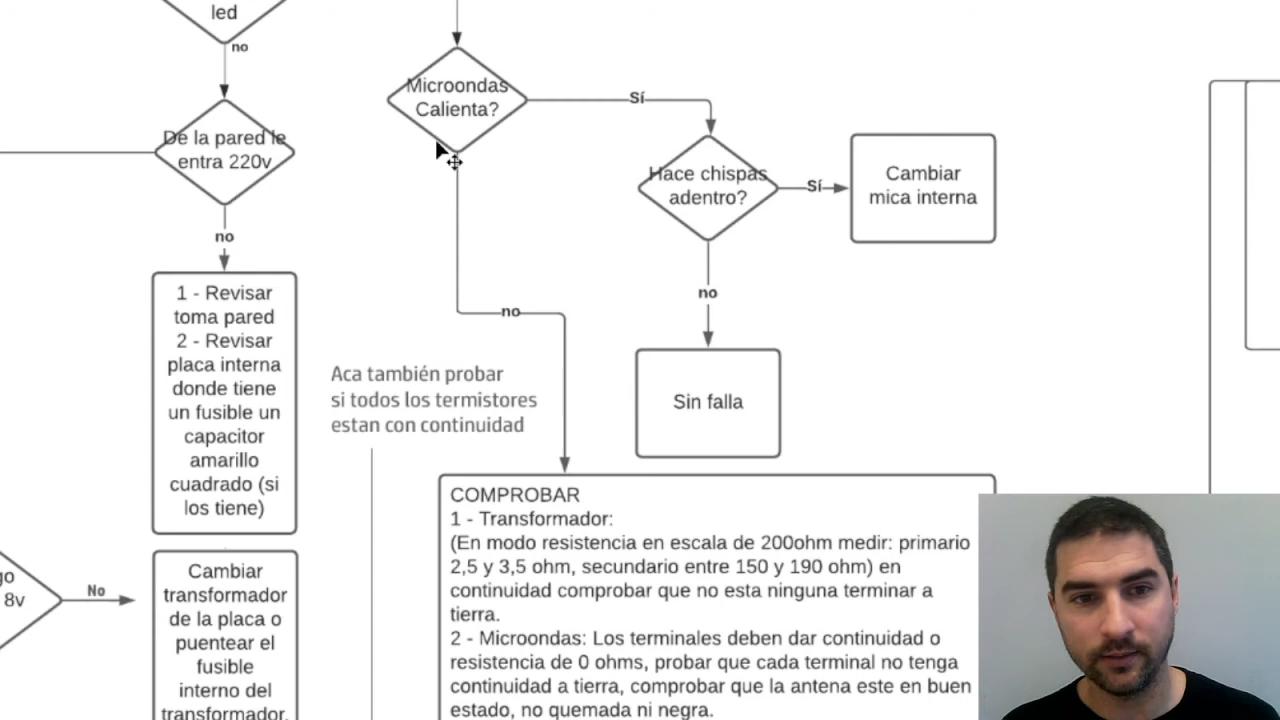 led
no
De la pared le
entra 220v
no
1 - Revisar
toma pared
2 - Revisar
placa interna
donde tiene
un fusible un
capacitor
amarillo
cuadrado (si
los tiene)
8v
No
Cambiar
transformador
de la placa o
puentear el
fusible
interno del
transformador.
Microondas
Calienta?
Sí
no
Hace chispas
adentro?
Sí
Cambiar
mica interna
no
Sin falla
Aca también probar
si todos los termistores
estan con continuidad
COMPROBAR
1 - Transformador:
(En modo resistencia en escala de 200ohm medir: primario
2,5 y 3,5 ohm, secundario entre 150 y 190 ohm) en
continuidad comprobar que no esta ninguna terminar a
tierra.
2 - Microondas: Los terminales deben dar continuidad o
resistencia de 0 ohms, probar que cada terminal no tenga
continuidad a tierra, comprobar que la antena este en buen
estado, no quemada ni negra.